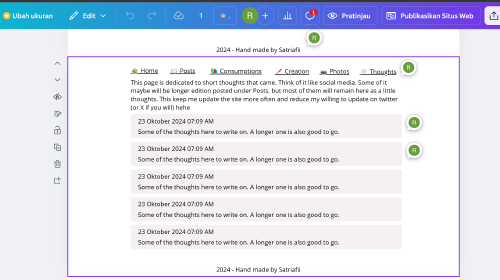 Ubah ukuran
Edit
1
R
1
Pratinjau
Publikasikan Situs Web
2024 - Hand made by Satriafii
R
Home
Posts
Consumptions
Creation
Photos
Thoughts
R
This page is dedicated to short thoughts that came. Think of it like social media. Some of it
maybe will be longer edition posted under Posts, but most of them will remain here as a little
thoughts. This keep me update the site more often and reduce my willing to update on twitter
(or X if you will) hehe
23 Oktober 2024 07:09 AM
R
Some of the thoughts here to write on. A longer one is also good to go.
23 Oktober 2024 07:09 AM
R
Some of the thoughts here to write on. A longer one is also good to go.
23 Oktober 2024 07:09 AM
Some of the thoughts here to write on. A longer one is also good to go.
23 Oktober 2024 07:09 AM
Some of the thoughts here to write on. A longer one is also good to go.
23 Oktober 2024 07:09 AM
Some of the thoughts here to write on. A longer one is also good to go.
2024 - Hand made by Satriafii